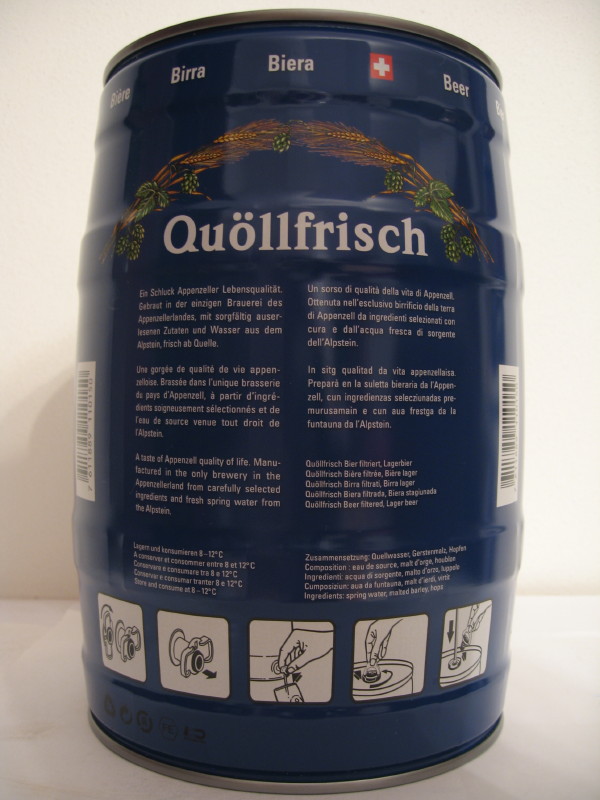 Bière Birra Biera Beer
Quöllfrisch
Ein Schluck Appenzeller Lebensqualität.
Gebraut in der einzigen Brauerei des
Appenzellerlandes, mit sorgfältig auser-
lesenen Zutaten und Wasser aus dem
Alpstein, frisch ab Quelle.
Une gorgée de qualité de vie appen-
zelloise. Brassée dans l'unique brasserie
du pays d'Appenzell, à partir d'ingré-
dients soigneusement sélectionnés et de
l'eau de source venue tout droit de
l'Alpstein.
A taste of Appenzell quality of life. Manu-
factured in the only brewery in the
Appenzellerland from carefully selected
ingredients and fresh spring water from
the Alpstein.
Un sorso di qualità della vita di Appenzell.
Ottenuta nell'esclusivo birrificio della terra
di Appenzell da ingredienti selezionati con
cura e dall'acqua fresca di sorgente
dell'Alpstein.
In sitg qualitad da vita appenzellaisa.
Prepará en la suletta bieraria da l'Appen-
zell, cun ingredienzas selecziunadas pre-
murusamain e cun aua frestga da la
funtauna da l'Alpstein.
Quöllfrisch Bier filtriert, Lagerbier
Quöllfrisch Bière filtrée, Bière lager
Quöllfrisch Birra filtrati, Birra lager
Quöllfrisch Biera filtrada, Biera stagiunada
Quöllfrisch Beer filtered, Lager beer
Lagern und konsumieren 8–12°C
A conserver et consommer entre 8 et 12°C
Conservare e consumare tra 8 e 12°C
Conservar e consumar tranter 8 e 12°C
Store and consume at 8–12°C
Zusammensetzung: Quellwasser, Gerstenmalz, Hopfen
Composition : eau de source, malt d'orge, houblon
Ingredienti: acqua di sorgente, malto d'orzo, luppolo
Composiziun: aua da funtauna, malt d'ierdi, virtiz
Ingredients: spring water, malted barley, hops